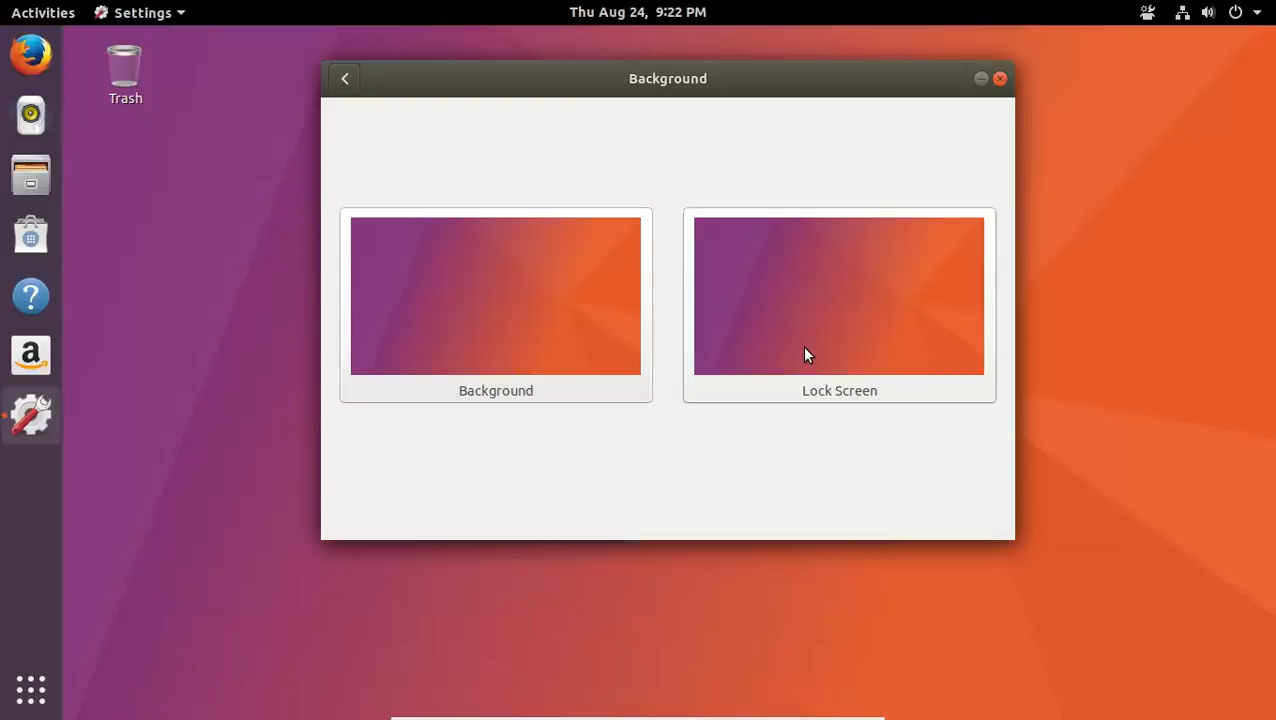 Activities Settings Thu Aug 24, 9:22 PM
Trash
Background
Background
Lock Screen